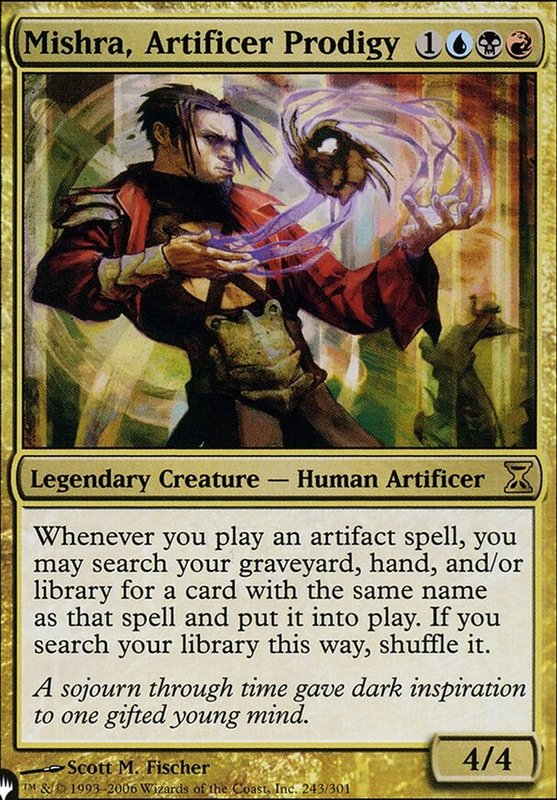 Mishra, Artificer Prodigy 1
Legendary Creature — Human Artificer
Whenever you play an artifact spell, you
may search your graveyard, hand, and/or
library for a card with the same name
as that spell and put it into play. If you
search your library this way, shuffle it.
A sojourn through time gave dark inspiration
to one gifted young mind.
4/4
Scott M. Fischer
™ & © 1993–2006 Wizards of the Coast, Inc. 243/301